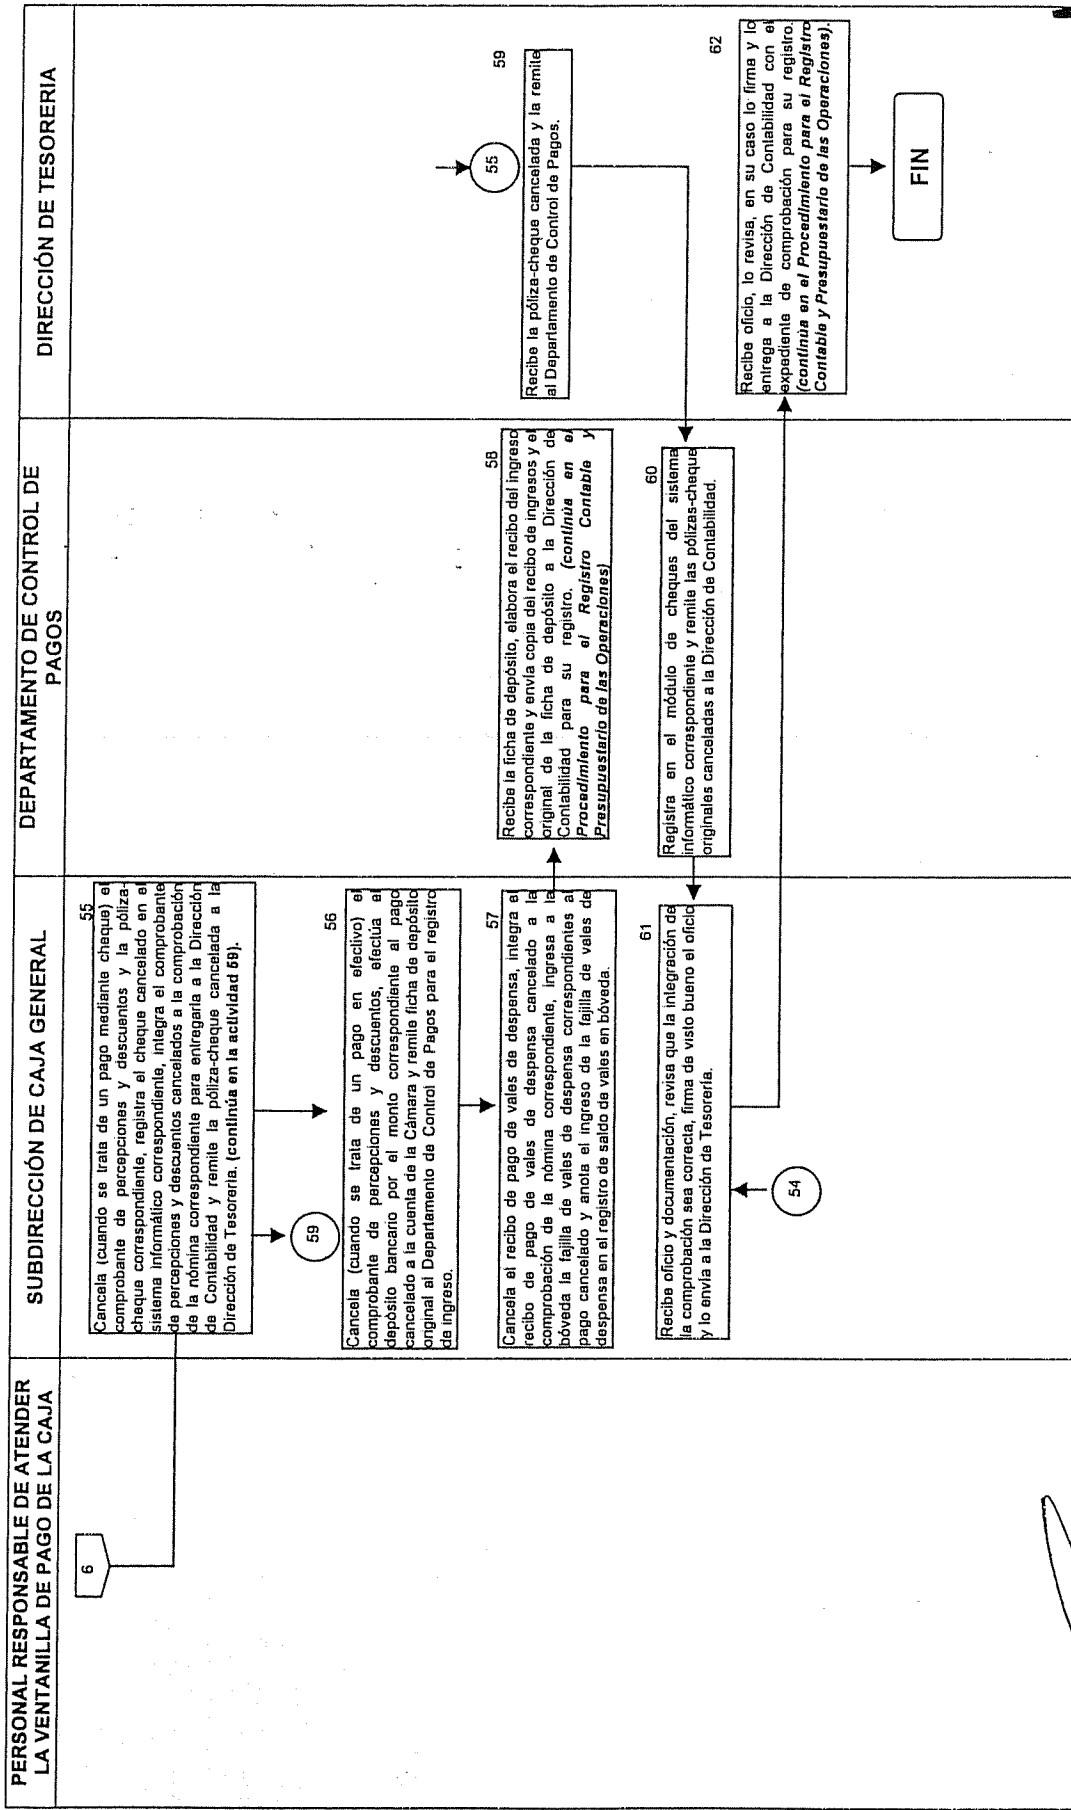 PERSONAL RESPONSABLE DE ATENDER
LA VENTANILLA DE PAGO DE LA CAJA
SUBDIRECCIÓN DE CAJA GENERAL
DEPARTAMENTO DE CONTROL DE
PAGOS
DIRECCIÓN DE TESORERIA
6
55
Cancela (cuando se trata de un pago mediante cheque) el
comprobante de percepciones y descuentos y la póliza-
cheque correspondiente, registra el cheque cancelado en el
sistema informático correspondiente, integra el comprobante
de percepciones y descuentos cancelados a la comprobación
de la nómina correspondiente para entregarla a la Dirección
de Contabilidad y remite la póliza-cheque cancelada a la
Dirección de Tesorería. (continúa en la actividad 59).
59
56
Cancela (cuando se trata de un pago en efectivo) el
comprobante de percepciones y descuentos, efectúa el
depósito bancario por el monto correspondiente al pago
cancelado a la cuenta de la Cámara y remite ficha de depósito
original al Departamento de Control de Pagos para el registro
de ingreso.
57
Cancela el recibo de pago de vales de despensa, integra el
recibo de pago de vales de despensa cancelado a la
comprobación de la nómina correspondiente, ingresa a la
bóveda la fajilla de vales de despensa correspondientes al
pago cancelado y anota el ingreso de la fajilla de vales de
despensa en el registro de saldo de vales en bóveda.
58
Recibe la ficha de depósito, elabora el recibo del ingreso
correspondiente y envía copia del recibo de ingresos y el
original de la ficha de depósito a la Dirección de
Contabilidad para su registro. (continúa en el
Procedimiento para el Registro Contable y
Presupuestario de las Operaciones)
55
59
Recibe la póliza-cheque cancelada y la remite
al Departamento de Control de Pagos.
60
Registra en el módulo de cheques del sistema
informático correspondiente y remite las pólizas-cheque
originales canceladas a la Dirección de Contabilidad.
61
Recibe oficio y documentación, revisa que la integración de
la comprobación sea correcta, firma de visto bueno el oficio
y lo envía a la Dirección de Tesorería.
54
62
Recibe oficio, lo revisa, en su caso lo firma y lo
entrega a la Dirección de Contabilidad con el
expediente de comprobación para su registro.
(continúa en el Procedimiento para el Registro
Contable y Presupuestario de las Operaciones).
FIN